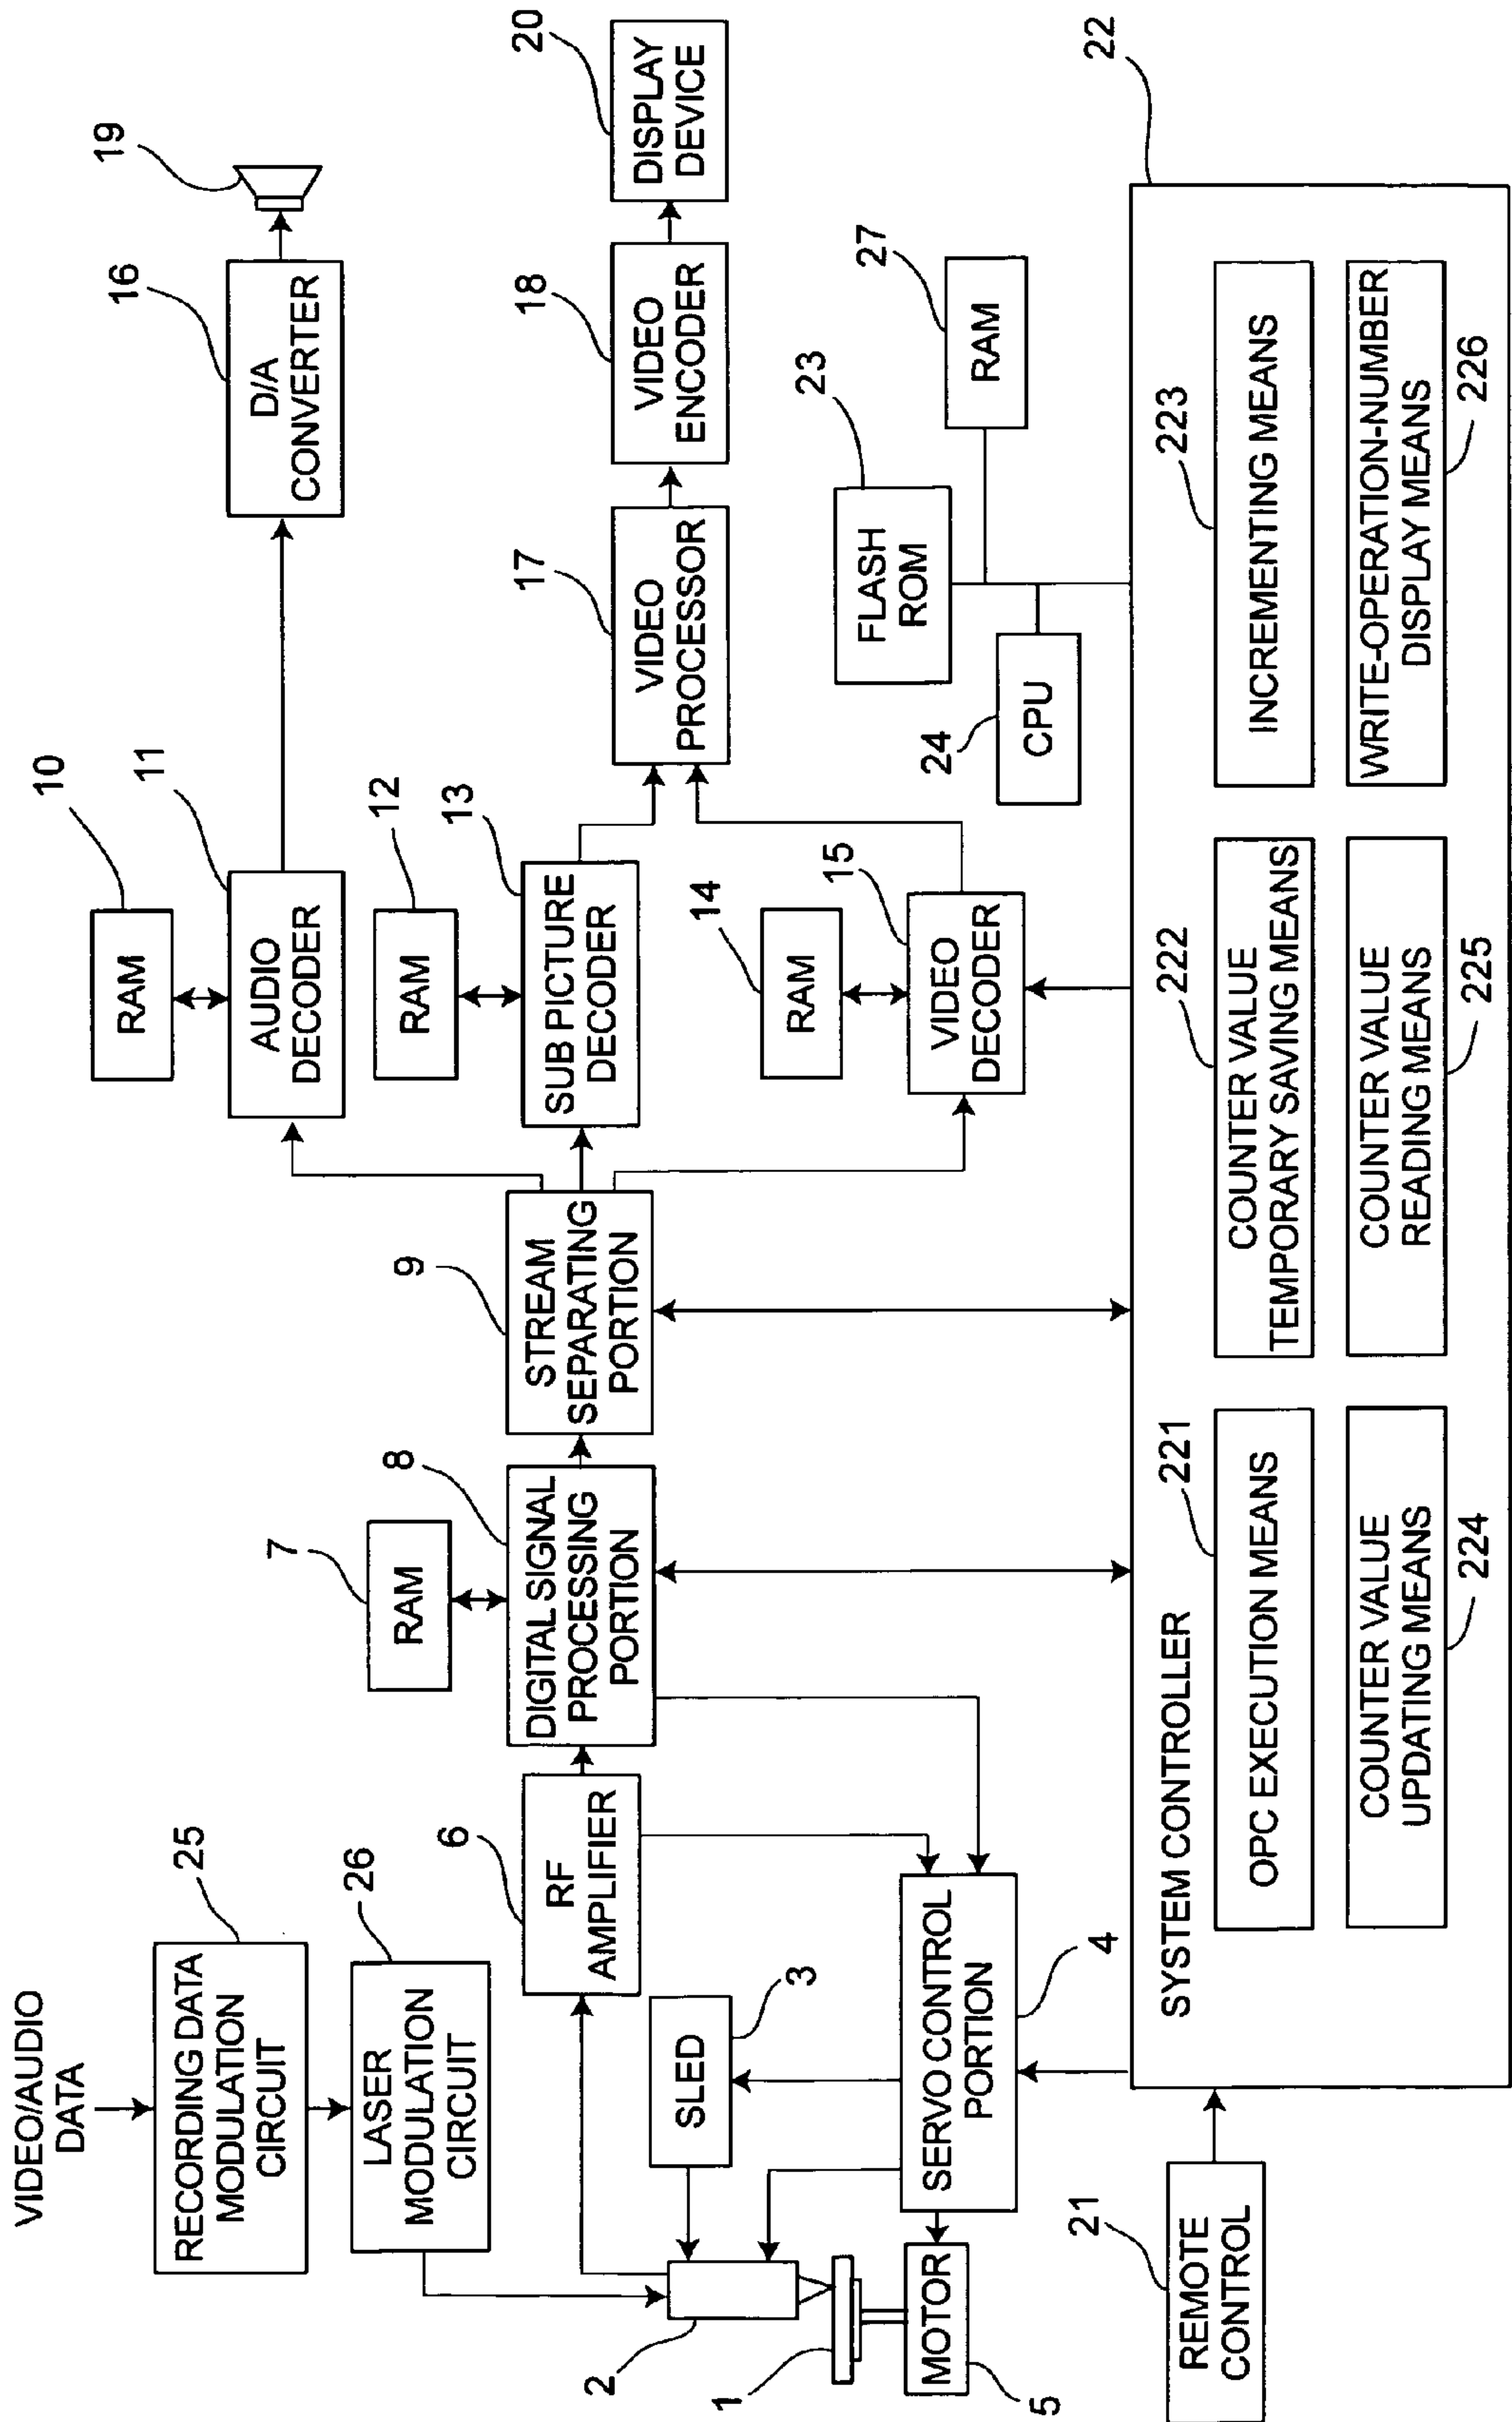 VIDEO/AUDIO
DATA
25
RECORDING DATA
MODULATION
CIRCUIT
26
LASER
MODULATION
CIRCUIT
2
1
SLED
3
MOTOR
5
SERVO CONTROL
PORTION
4
6
RF
AMPLIFIER
7
RAM
8
DIGITAL SIGNAL
PROCESSING
PORTION
9
STREAM
SEPARATING
PORTION
10
RAM
11
AUDIO
DECODER
12
RAM
13
SUB PICTURE
DECODER
14
RAM
15
VIDEO
DECODER
16
D/A
CONVERTER
19
17
VIDEO
PROCESSOR
18
VIDEO
ENCODER
20
DISPLAY
DEVICE
23
FLASH
ROM
27
RAM
24
CPU
21
REMOTE
CONTROL
22
SYSTEM CONTROLLER
221
OPC EXECUTION MEANS
222
COUNTER VALUE
TEMPORARY SAVING MEANS
223
INCREMENTING MEANS
COUNTER VALUE
UPDATING MEANS
224
COUNTER VALUE
READING MEANS
225
WRITE-OPERATION-NUMBER
DISPLAY MEANS
226